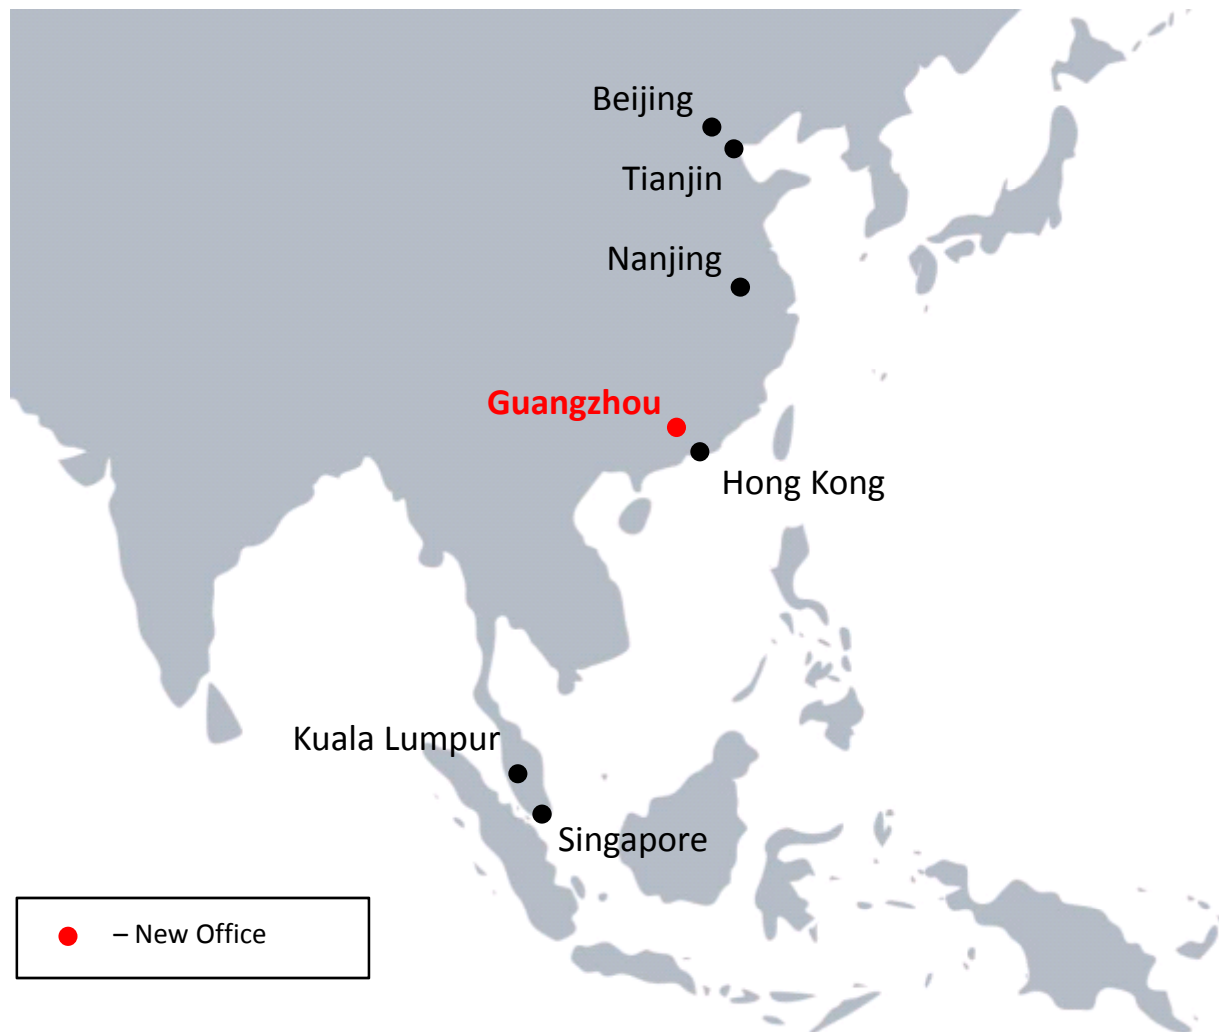 Beijing
Tianjin
Nanjing
Guangzhou
Hong Kong
Kuala Lumpur
Singapore
– New Office